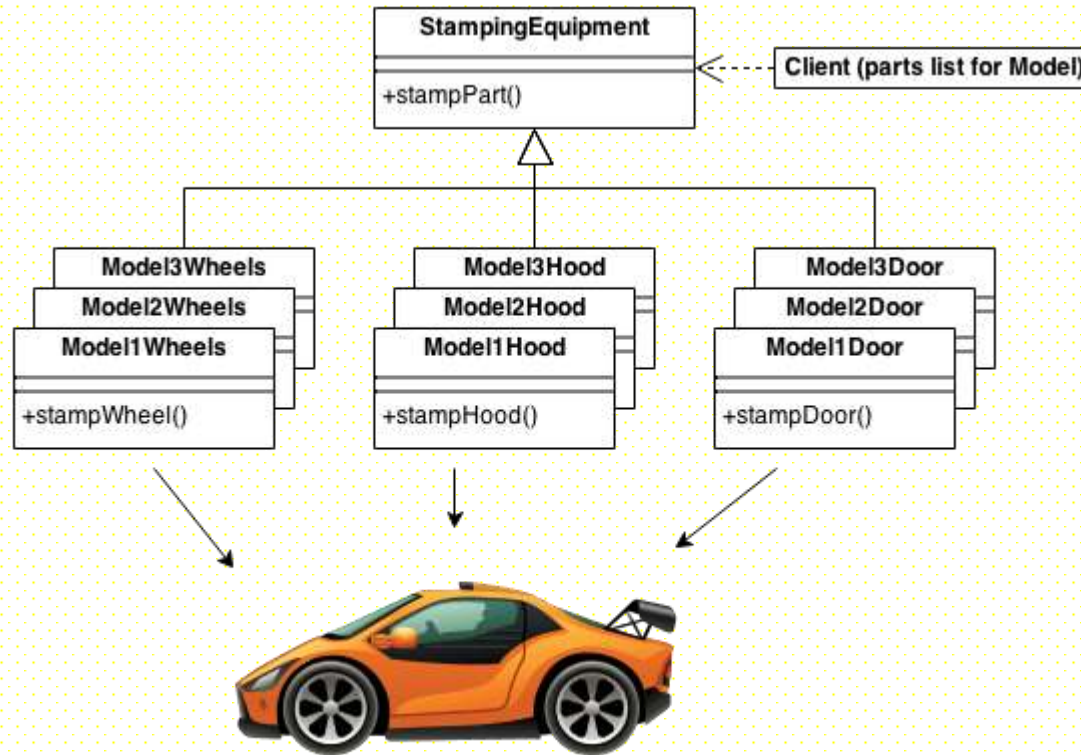 StampingEquipment
+stampPart()
Client (parts list for Model)
Model3Wheels
Model2Wheels
Model1Wheels
+stampWheel()
Model3Hood
Model2Hood
Model1Hood
+stampHood()
Model3Door
Model2Door
Model1Door
+stampDoor()